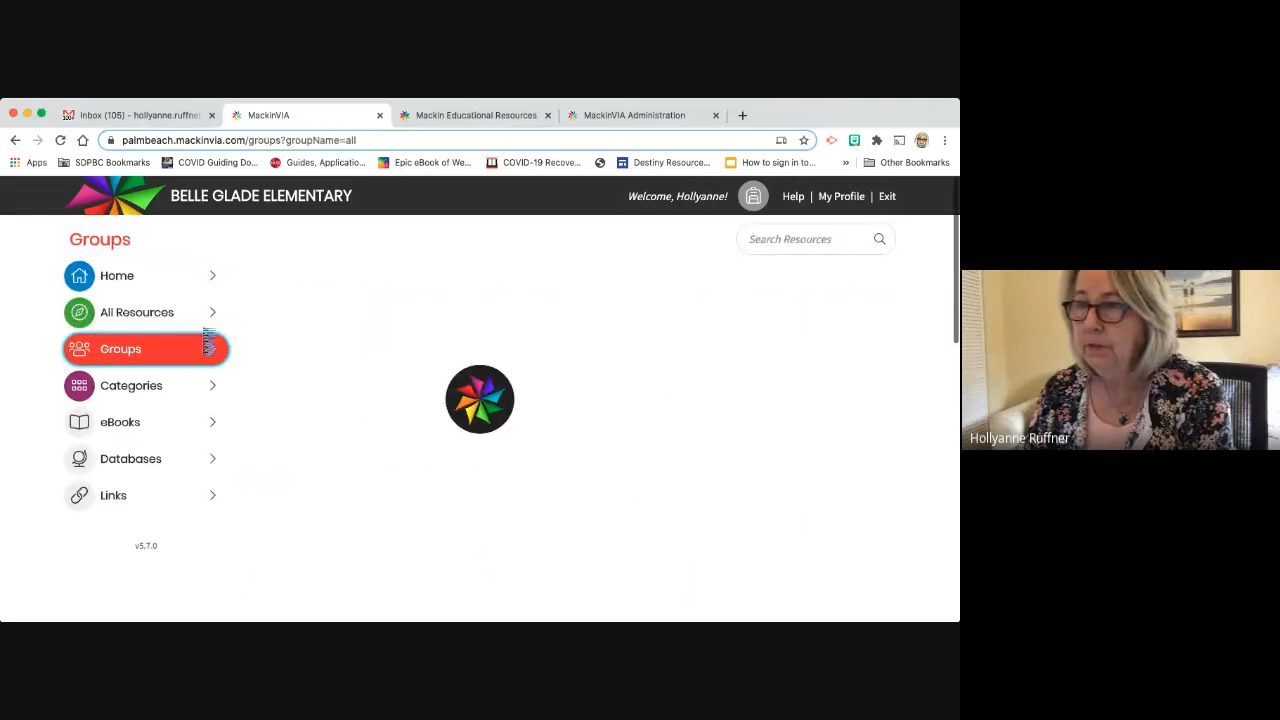 Inbox (105) - hollyanne.ruffner
MackinVIA
Mackin Educational Resources
MackinVIA Administration
palmbeach.mackinvia.com/groups?groupName=all
Apps
SDPBC Bookmarks
COVID Guiding Do...
Guides, Applicatio...
Epic eBook of We...
COVID-19 Recove...
Destiny Resource...
How to sign in to...
»
Other Bookmarks
BELLE GLADE ELEMENTARY
Welcome, Hollyanne!
Help | My Profile | Exit
Groups
Search Resources
Home
All Resources
Groups
Categories
eBooks
Databases
Links
v5.7.0
Hollyanne Ruffner